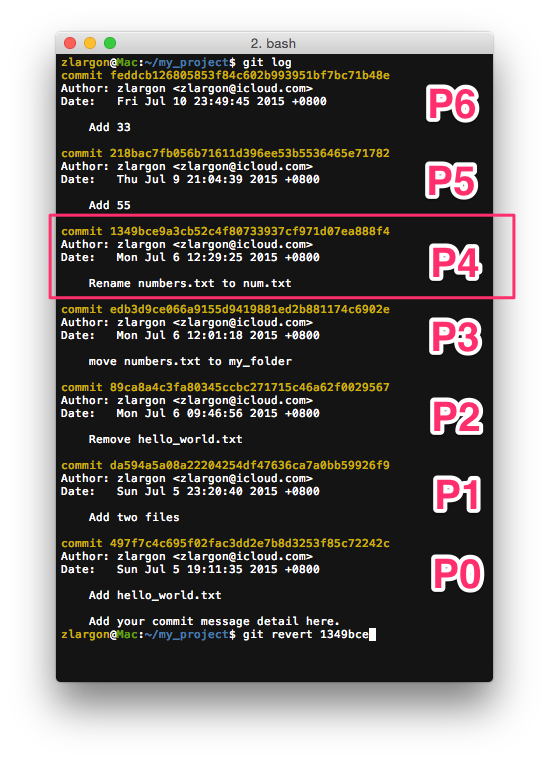 2. bash
zlargon@Mac:~/my_project$ git log
commit feddcb126805853f84c602b993951bf7bc71b48e
Author: zlargon <zlargon@icloud.com>
Date:   Fri Jul 10 23:49:45 2015 +0800
P6
Add 33
commit 218bac7fb056b71611d396ee53b5536465e71782
Author: zlargon <zlargon@icloud.com>
Date:   Thu Jul 9 21:04:39 2015 +0800
P5
Add 55
commit 1349bce9a3cb52c4f80733937cf971d07ea888f4
Author: zlargon <zlargon@icloud.com>
Date:   Mon Jul 6 12:29:25 2015 +0800
P4
Rename numbers.txt to num.txt
commit edb3d9ce066a9155d9419881ed2b881174c6902e
Author: zlargon <zlargon@icloud.com>
Date:   Mon Jul 6 12:01:18 2015 +0800
P3
move numbers.txt to my_folder
commit 89ca8a4c3fa80345ccbc271715c46a62f0029567
Author: zlargon <zlargon@icloud.com>
Date:   Mon Jul 6 09:46:56 2015 +0800
P2
Remove hello_world.txt
commit da594a5a08a22204254df47636ca7a0bb59926f9
Author: zlargon <zlargon@icloud.com>
Date:   Sun Jul 5 23:20:40 2015 +0800
P1
Add two files
commit 497f7c4c695f02fac3dd2e7b8d3253f85c72242c
Author: zlargon <zlargon@icloud.com>
Date:   Sun Jul 5 19:11:35 2015 +0800
P0
Add hello_world.txt
Add your commit message detail here.
zlargon@Mac:~/my_project$ git revert 1349bce